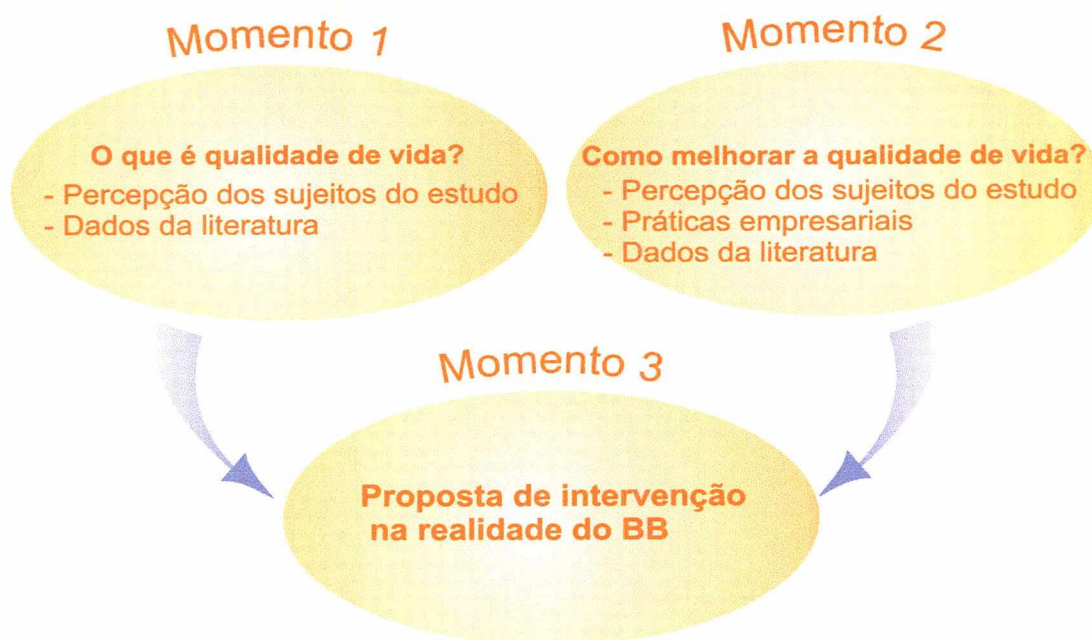 Momento 1
O que é qualidade de vida?
- Percepção dos sujeitos do estudo
- Dados da literatura
Momento 2
Como melhorar a qualidade de vida?
- Percepção dos sujeitos do estudo
- Práticas empresariais
- Dados da literatura
Momento 3
Proposta de intervenção
na realidade do BB